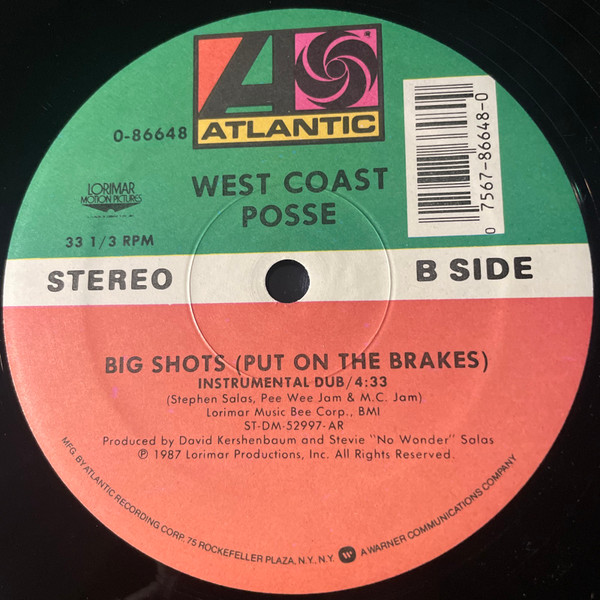 ATLANTIC
0-86648
WEST COAST
POSSE
0 7567-86648-0
LORIMAR
MOTION PICTURES
33 1/3 RPM
STEREO
B SIDE
BIG SHOTS (PUT ON THE BRAKES)
INSTRUMENTAL DUB/4:33
(Stephen Salas, Pee Wee Jam & M.C. Jam)
Lorimar Music Bee Corp., BMI
ST-DM-52997-AR
Produced by David Kershenbaum and Stevie "No Wonder" Salas
℗ 1987 Lorimar Productions, Inc. All Rights Reserved.
MFG. BY ATLANTIC RECORDING CORP., 75 ROCKEFELLER PLAZA, N.Y. N.Y. A WARNER COMMUNICATIONS COMPANY